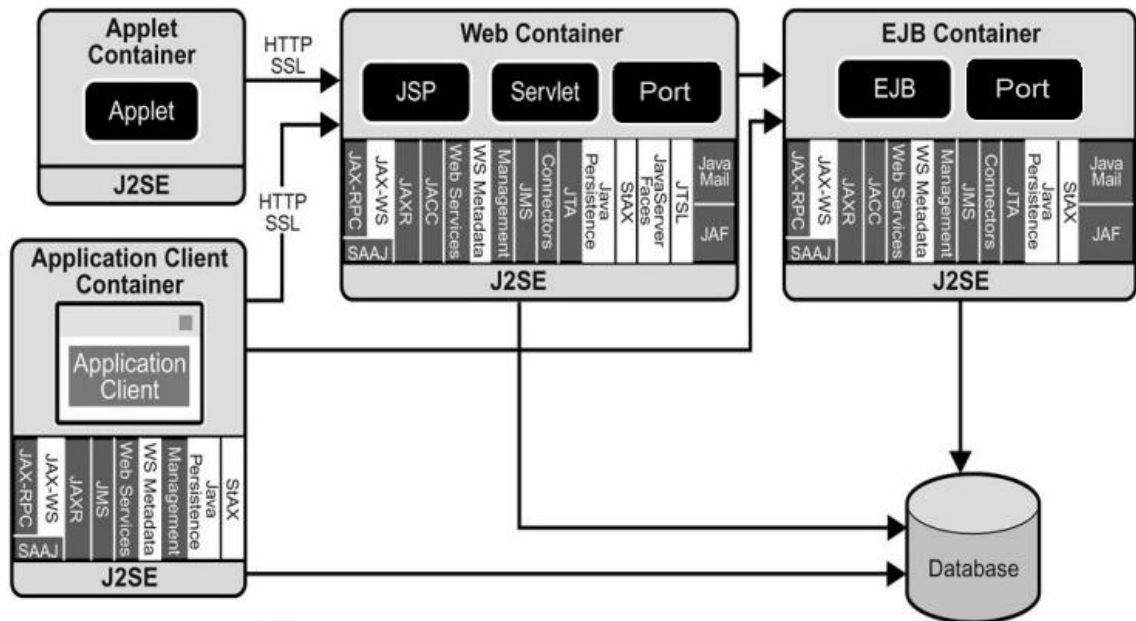 Applet
Container
Applet
J2SE
HTTP
SSL
HTTP
SSL
Web Container
JSP
Servlet
Port
JAX-RPC
SAAJ
JAX-WS
JAXR
JACC
Web Services
WS Metadata
Management
JMS
Connectors
JTA
Java
Persistence
StAX
JavaServer
Faces
JTSL
Java
Mail
JAF
J2SE
EJB Container
EJB
Port
JAX-RPC
SAAJ
JAX-WS
JAXR
JACC
Web Services
WS Metadata
Management
JMS
Connectors
JTA
Java
Persistence
StAX
Java
Mail
JAF
J2SE
Application Client
Container
Application
Client
JAX-RPC
SAAJ
JAX-WS
JAXR
JMS
Web Services
WS Metadata
Management
Java
Persistence
StAX
J2SE
Database